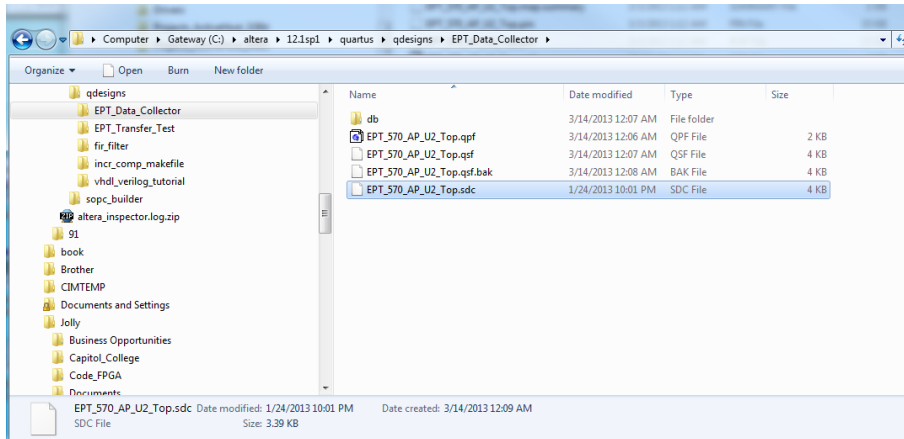 Computer ▸ Gateway (C:) ▸ altera ▸ 12.1sp1 ▸ quartus ▸ qdesigns ▸ EPT_Data_Collector ▸
Organize ▾ Open Burn New folder
qdesigns
EPT_Data_Collector
EPT_Transfer_Test
fir_filter
incr_comp_makefile
vhdl_verilog_tutorial
sopc_builder
altera_inspector.log.zip
91
book
Brother
CIMTEMP
Documents and Settings
Jolly
Business Opportunities
Capitol_College
Code_FPGA
Documents
Name Date modified Type Size
db 3/14/2013 12:07 AM File folder
EPT_570_AP_U2_Top.qpf 3/14/2013 12:06 AM QPF File 2 KB
EPT_570_AP_U2_Top.qsf 3/14/2013 12:07 AM QSF File 4 KB
EPT_570_AP_U2_Top.qsf.bak 3/14/2013 12:08 AM BAK File 4 KB
EPT_570_AP_U2_Top.sdc 1/24/2013 10:01 PM SDC File 4 KB
EPT_570_AP_U2_Top.sdc Date modified: 1/24/2013 10:01 PM Date created: 3/14/2013 12:09 AM
SDC File Size: 3.39 KB